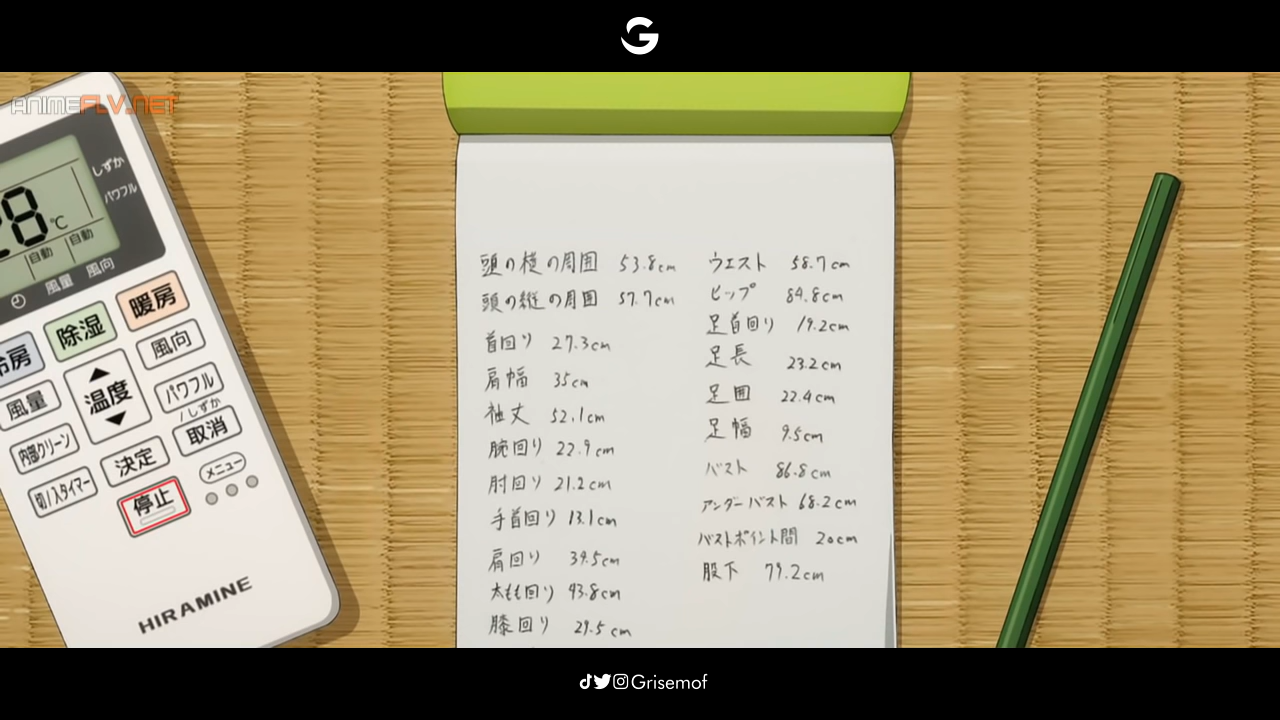 G
ANIMEFLV.NET
28℃
しずか
パワフル
自動 自動
風量 風向
冷房 除湿 暖房
風量 温度 風向
パワフル
/しずか
内部クリーン 決定 取消
切/入タイマー 停止 メニュー
HIRAMINE
頭の横の周囲 53.8cm
頭の縦の周囲 57.7cm
首回り 27.3cm
肩幅 35cm
袖丈 52.1cm
腕回り 22.9cm
肘回り 21.2cm
手首回り 13.1cm
肩回り 39.5cm
太もも回り 43.8cm
膝回り 29.5cm
ウエスト 58.7cm
ヒップ 84.8cm
足首回り 19.2cm
足長 23.2cm
足囲 22.4cm
足幅 9.5cm
バスト 86.8cm
アンダーバスト 68.2cm
バストポイント間 20cm
股下 79.2cm
Grisemof